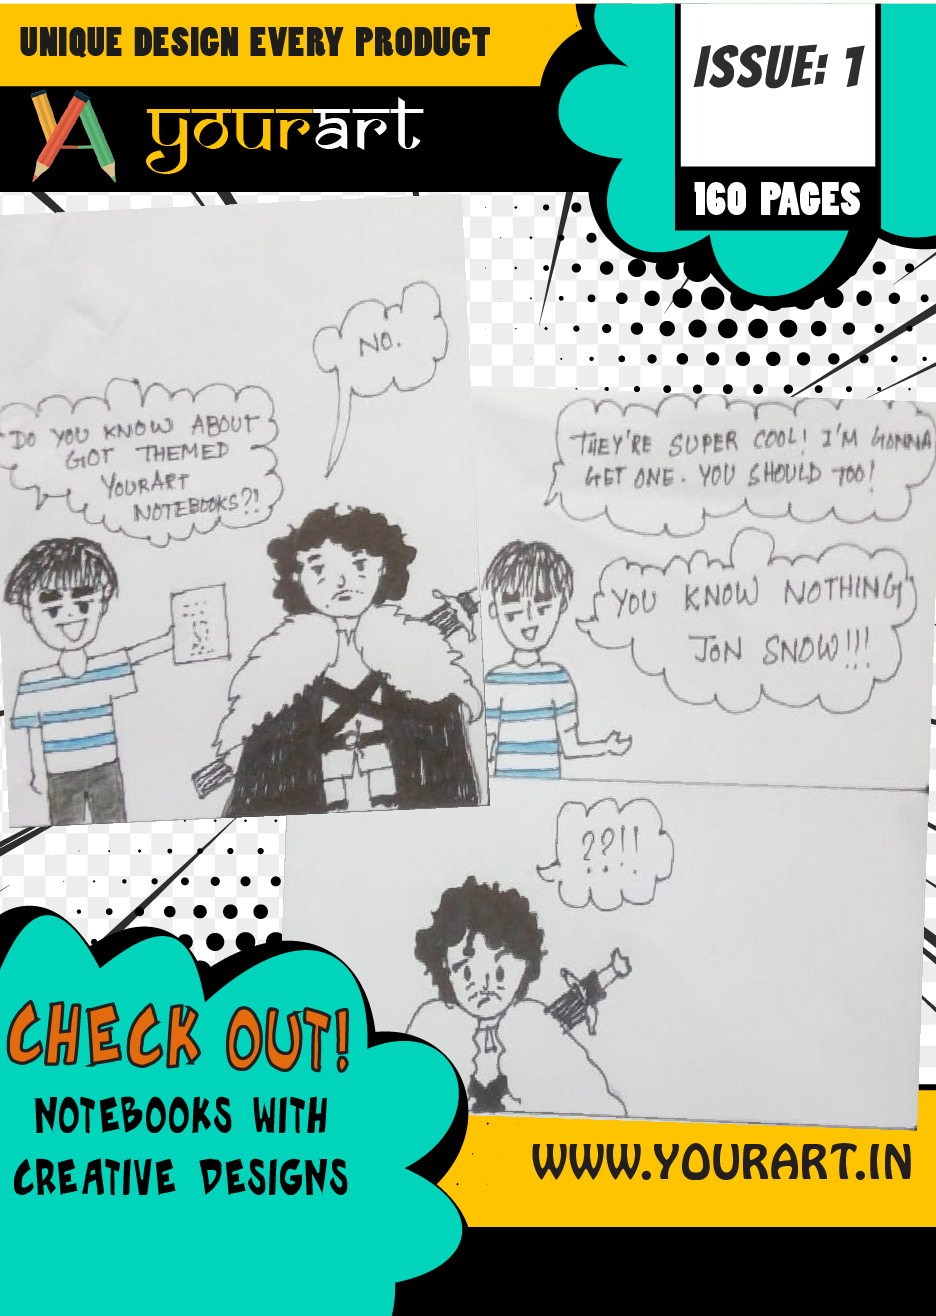 UNIQUE DESIGN EVERY PRODUCT
yourart
ISSUE: 1
160 PAGES
NO.
DO YOU KNOW ABOUT
GOT THEMED
YOURART
NOTEBOOKS?!
THEY'RE SUPER COOL! I'M GONNA
GET ONE. YOU SHOULD TOO!
YOU KNOW NOTHING
JON SNOW!!!
??!!
CHECK OUT!
NOTEBOOKS WITH
CREATIVE DESIGNS
WWW.YOURART.IN